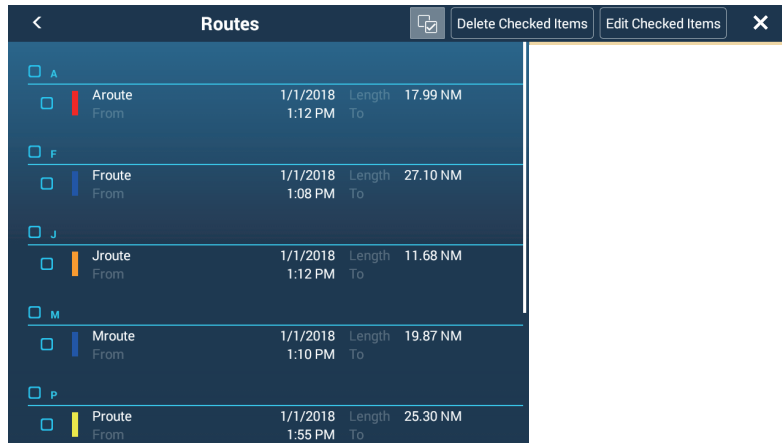 Routes Delete Checked Items Edit Checked Items
A
Aroute 1/1/2018 Length 17.99 NM
From 1:12 PM To
F
Froute 1/1/2018 Length 27.10 NM
From 1:08 PM To
J
Jroute 1/1/2018 Length 11.68 NM
From 1:12 PM To
M
Mroute 1/1/2018 Length 19.87 NM
From 1:10 PM To
P
Proute 1/1/2018 Length 25.30 NM
From 1:55 PM To